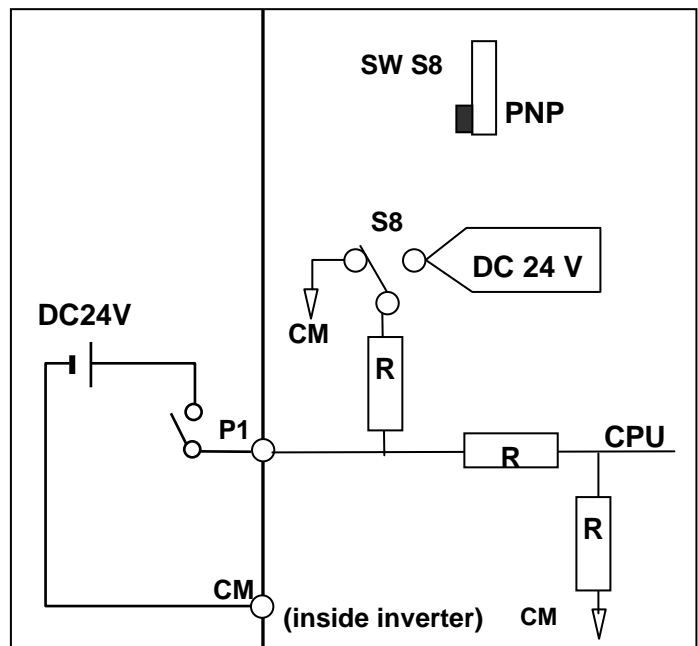 SW S8
PNP
S8
DC 24 V
DC24V
CM
R
P1
R
CPU
R
CM
(inside inverter)
CM